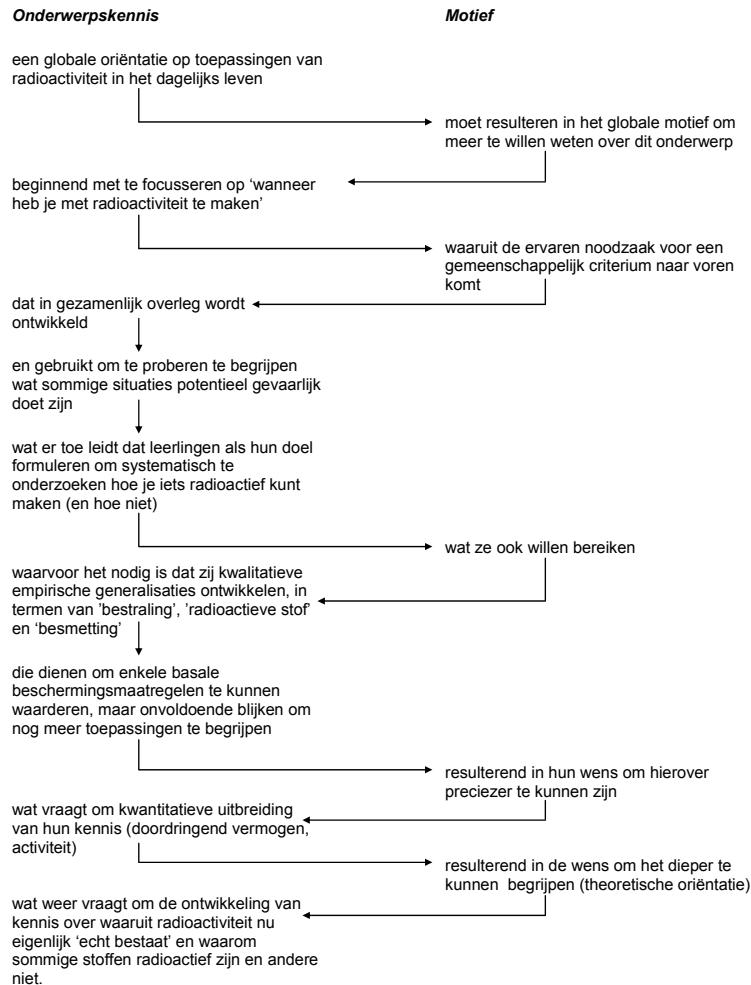 Onderwerpskennis
Motief
een globale oriëntatie op toepassingen van
radioactiviteit in het dagelijks leven
moet resulteren in het globale motief om
meer te willen weten over dit onderwerp
beginnend met te focusseren op ‘wanneer
heb je met radioactiviteit te maken’
waaruit de ervaren noodzaak voor een
gemeenschappelijk criterium naar voren
komt
dat in gezamenlijk overleg wordt
ontwikkeld
en gebruikt om te proberen te begrijpen
wat sommige situaties potentieel gevaarlijk
doet zijn
wat er toe leidt dat leerlingen als hun doel
formuleren om systematisch te
onderzoeken hoe je iets radioactief kunt
maken (en hoe niet)
wat ze ook willen bereiken
waarvoor het nodig is dat zij kwalitatieve
empirische generalisaties ontwikkelen, in
termen van ’bestraling’, ’radioactieve stof’
en ‘besmetting’
die dienen om enkele basale
beschermingsmaatregelen te kunnen
waarderen, maar onvoldoende blijken om
nog meer toepassingen te begrijpen
resulterend in hun wens om hierover
preciezer te kunnen zijn
wat vraagt om kwantitatieve uitbreiding
van hun kennis (doordringend vermogen,
activiteit)
resulterend in de wens om het dieper te
kunnen begrijpen (theoretische oriëntatie)
wat weer vraagt om de ontwikkeling van
kennis over waaruit radioactiviteit nu
eigenlijk ‘echt bestaat’ en waarom
sommige stoffen radioactief zijn en andere
niet.